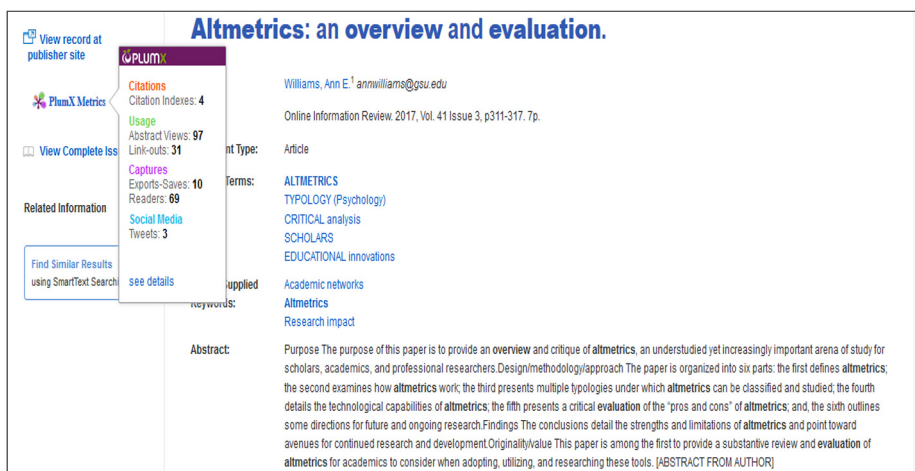 Altmetrics: an overview and evaluation.
View record at
publisher site
PlumX Metrics
View Complete Iss
Related Information
Find Similar Results
using SmartText Searchi
PLUMX
Citations
Citation Indexes: 4
Usage
Abstract Views: 97
Link-outs: 31
Captures
Exports-Saves: 10
Readers: 69
Social Media
Tweets: 3
see details
Williams, Ann E.1 annwilliams@gsu.edu
Online Information Review. 2017, Vol. 41 Issue 3, p311-317. 7p.
nt Type: Article
Terms: ALTMETRICS
TYPOLOGY (Psychology)
CRITICAL analysis
SCHOLARS
EDUCATIONAL innovations
upplied Academic networks
Keywords: Altmetrics
Research impact
Abstract: Purpose The purpose of this paper is to provide an overview and critique of altmetrics, an understudied yet increasingly important arena of study for
scholars, academics, and professional researchers.Design/methodology/approach The paper is organized into six parts: the first defines altmetrics;
the second examines how altmetrics work; the third presents multiple typologies under which altmetrics can be classified and studied; the fourth
details the technological capabilities of altmetrics; the fifth presents a critical evaluation of the "pros and cons" of altmetrics; and, the sixth outlines
some directions for future and ongoing research.Findings The conclusions detail the strengths and limitations of altmetrics and point toward
avenues for continued research and development.Originality/value This paper is among the first to provide a substantive review and evaluation of
altmetrics for academics to consider when adopting, utilizing, and researching these tools. [ABSTRACT FROM AUTHOR]